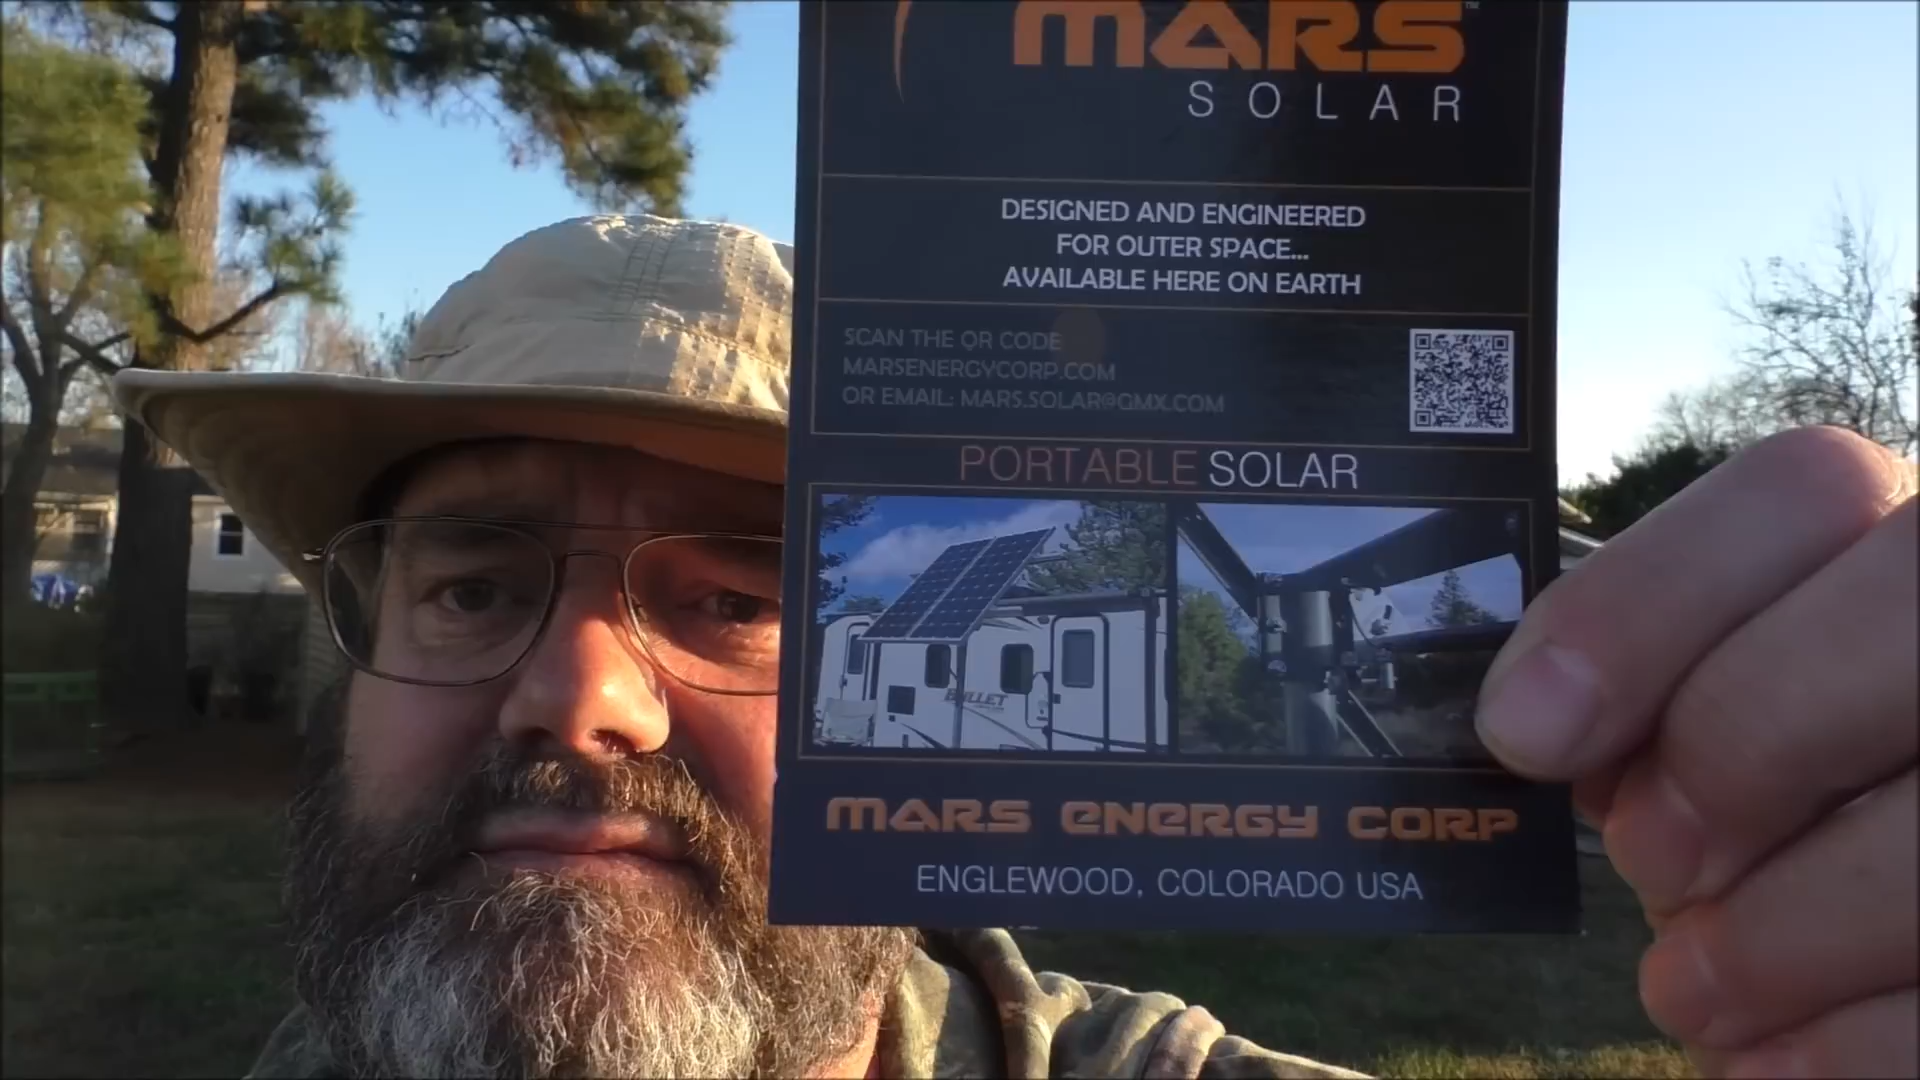 MARS™
SOLAR
DESIGNED AND ENGINEERED
FOR OUTER SPACE...
AVAILABLE HERE ON EARTH
SCAN THE QR CODE
MARSENERGYCORP.COM
OR EMAIL: MARS.SOLAR@GMX.COM
PORTABLE SOLAR
BULLET
MARS ENERGY CORP
ENGLEWOOD, COLORADO USA